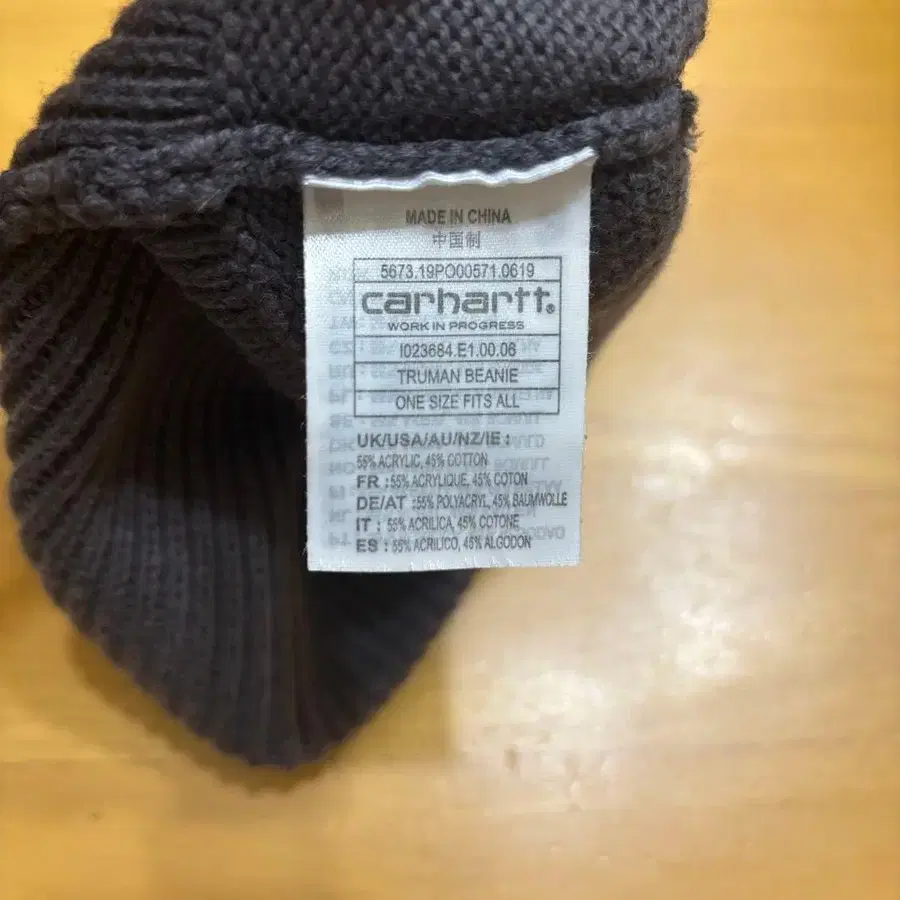 MADE IN CHINA
中国制
5673.19PO00571.0619
carhartt®
WORK IN PROGRESS
I023684.E1.00.06
TRUMAN BEANIE
ONE SIZE FITS ALL
UK/USA/AU/NZ/IE :
55% ACRYLIC, 45% COTTON
FR : 55% ACRYLIQUE, 45% COTON
DE/AT : 55% POLYACRYL, 45% BAUMWOLLE
IT : 55% ACRILICA, 45% COTONE
ES : 55% ACRILICO, 45% ALGODON